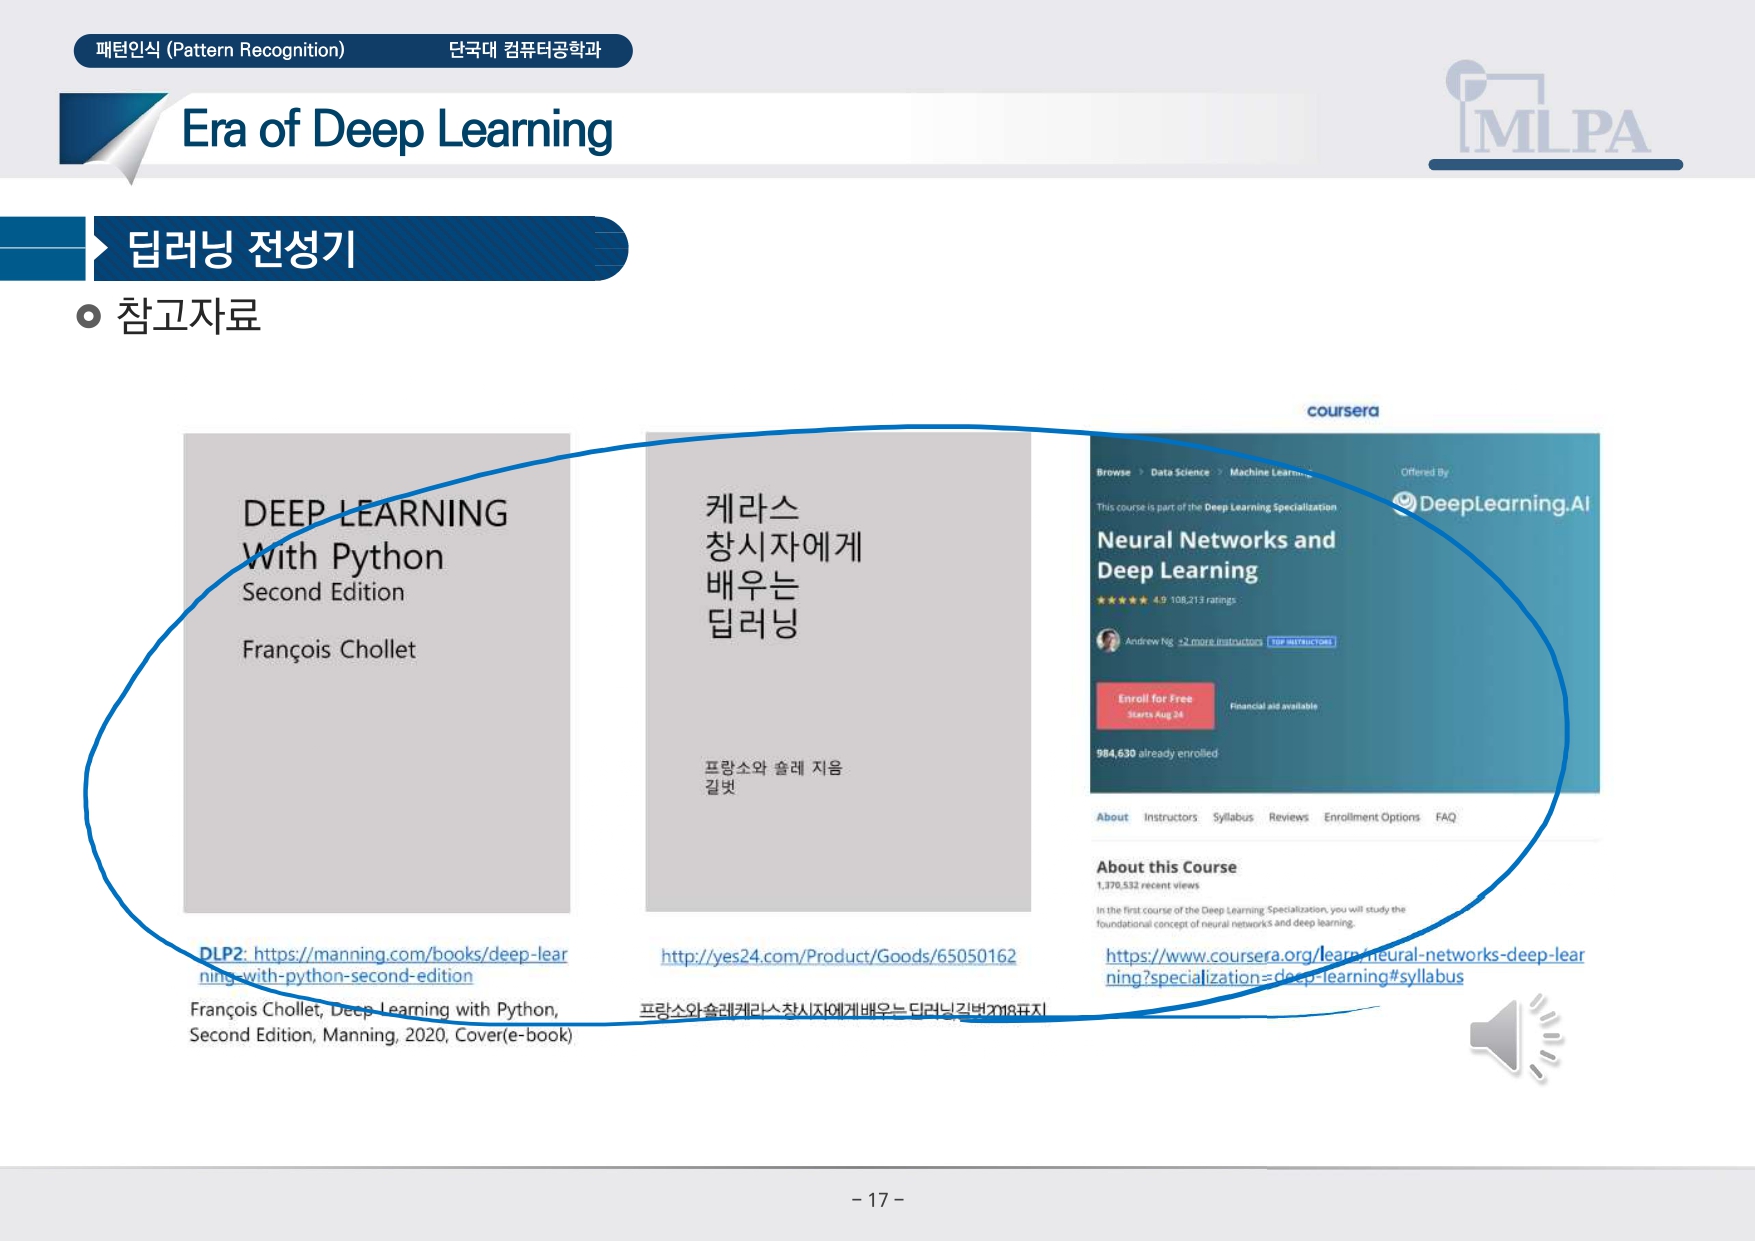 패턴인식 (Pattern Recognition) 단국대 컴퓨터공학과
Era of Deep Learning
MLPA
딥러닝 전성기
참고자료
DEEP LEARNING
With Python
Second Edition
François Chollet
DLP2: https://manning.com/books/deep-lear
ning-with-python-second-edition
François Chollet, Deep Learning with Python,
Second Edition, Manning, 2020, Cover(e-book)
케라스
창시자에게
배우는
딥러닝
프랑소와 숄레 지음
길벗
http://yes24.com/Product/Goods/65050162
프랑소와숄레케라스창시자에게배우는딥러닝길벗2018표지
coursera
Browse > Data Science > Machine Learning
Offered By
This course is part of the Deep Learning Specialization
DeepLearning.AI
Neural Networks and
Deep Learning
4.9 108,213 ratings
Andrew Ng +2 more instructors TOP INSTRUCTORS
Enroll for Free
Starts Aug 24
Financial aid available
984,630 already enrolled
About Instructors Syllabus Reviews Enrollment Options FAQ
About this Course
1,370,532 recent views
In the first course of the Deep Learning Specialization, you will study the
foundational concept of neural networks and deep learning.
https://www.coursera.org/learn/neural-networks-deep-lear
ning?specialization=deep-learning#syllabus
– 17 –